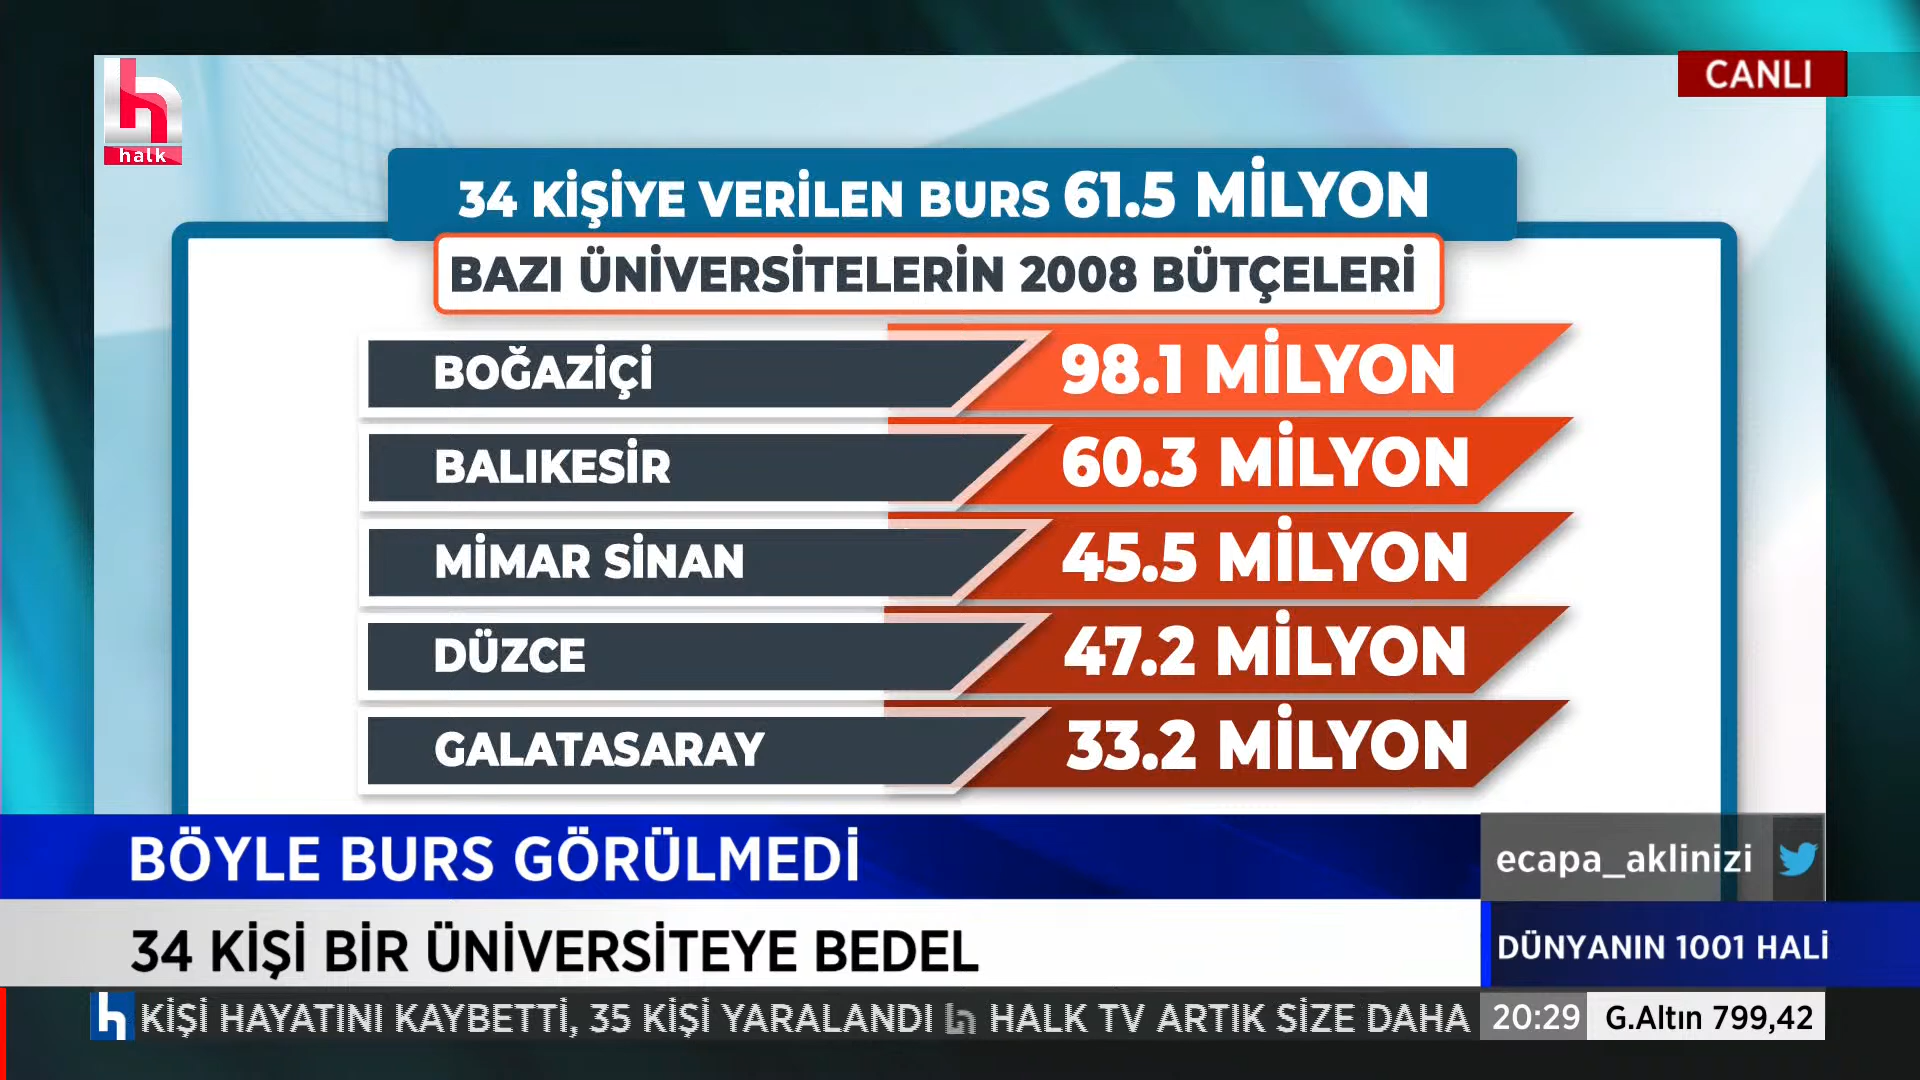 halk
CANLI
34 KİŞİYE VERİLEN BURS 61.5 MİLYON
BAZI ÜNİVERSİTELERİN 2008 BÜTÇELERİ
BOĞAZİÇİ 98.1 MİLYON
BALIKESİR 60.3 MİLYON
MİMAR SİNAN 45.5 MİLYON
DÜZCE 47.2 MİLYON
GALATASARAY 33.2 MİLYON
BÖYLE BURS GÖRÜLMEDİ
ecapa_aklinizi
34 KİŞİ BİR ÜNİVERSİTEYE BEDEL
DÜNYANIN 1001 HALİ
KİŞİ HAYATINI KAYBETTİ, 35 KİŞİ YARALANDI HALK TV ARTIK SİZE DAHA
20:29 G.Altın 799,42